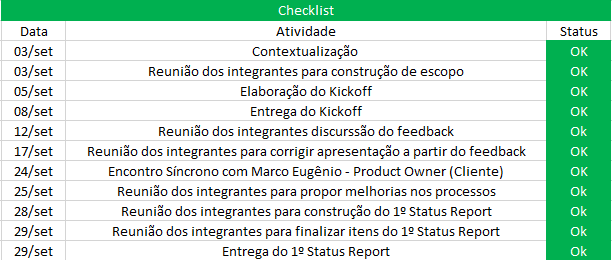 Checklist
Data Atividade Status
03/set Contextualização OK
03/set Reunião dos integrantes para construção de escopo OK
05/set Elaboração do Kickoff OK
08/set Entrega do Kickoff OK
12/set Reunião dos integrantes discurssão do feedback Ok
17/set Reunião dos integrantes para corrigir apresentação a partir do feedback Ok
24/set Encontro Síncrono com Marco Eugênio - Product Owner (Cliente) OK
25/set Reunião dos integrantes para propor melhorias nos processos Ok
28/set Reunião dos integrantes para construção do 1º Status Report Ok
29/set Reunião dos integrantes para finalizar itens do 1º Status Report Ok
29/set Entrega do 1º Status Report Ok